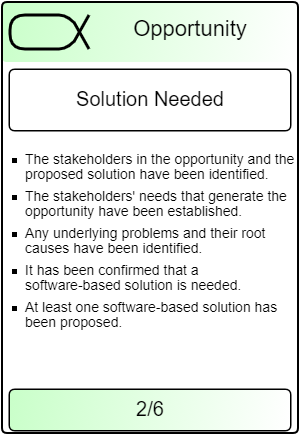 Opportunity
Solution Needed
The stakeholders in the opportunity and the
proposed solution have been identified.
The stakeholders' needs that generate the
opportunity have been established.
Any underlying problems and their root
causes have been identified.
It has been confirmed that a
software-based solution is needed.
At least one software-based solution has
been proposed.
2/6